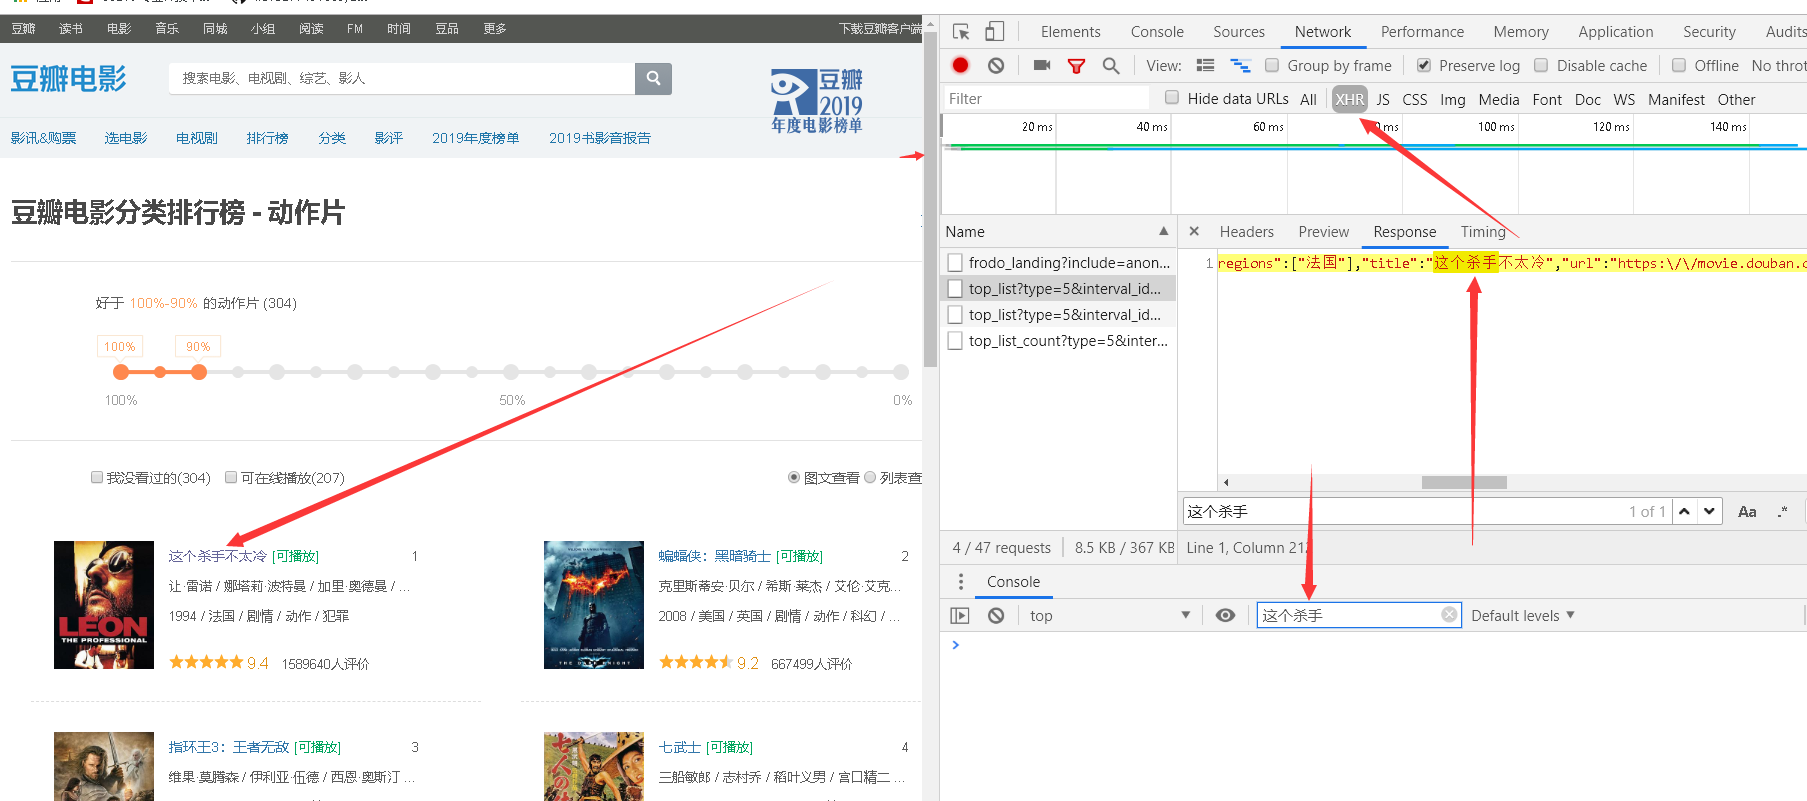 豆瓣 读书 电影 音乐 同城 小组 阅读 FM 时间 豆品 更多 下载豆瓣客户端
豆瓣电影
搜索电影、电视剧、综艺、影人
豆瓣
2019
年度电影榜单
影讯&购票 选电影 电视剧 排行榜 分类 影评 2019年度榜单 2019书影音报告
豆瓣电影分类排行榜 - 动作片
好于 100%-90% 的动作片 (304)
100% 90%
100% 50% 0%
我没看过的(304) 可在线播放(207) 图文查看 列表查
LEON
THE PROFESSIONAL
这个杀手不太冷 [可播放] 1
让·雷诺 / 娜塔莉·波特曼 / 加里·奥德曼 / ...
1994 / 法国 / 剧情 / 动作 / 犯罪
9.4 1589640人评价
THE DARK KNIGHT
蝙蝠侠：黑暗骑士 [可播放] 2
克里斯蒂安·贝尔 / 希斯·莱杰 / 艾伦·艾克...
2008 / 美国 / 英国 / 剧情 / 动作 / 科幻 / ...
9.2 667499人评价
指环王3：王者无敌 [可播放] 3
维果·莫腾森 / 伊利亚·伍德 / 西恩·奥斯汀 ...
七人の
七武士 [可播放] 4
三船敏郎 / 志村乔 / 稻叶义男 / 宫口精二 ...
Elements Console Sources Network Performance Memory Application Security Audits
View: Group by frame Preserve log Disable cache Offline No throt
Filter Hide data URLs All XHR JS CSS Img Media Font Doc WS Manifest Other
20 ms 40 ms 60 ms 0 ms 100 ms 120 ms 140 ms
Name
frodo_landing?include=anon...
top_list?type=5&interval_id...
top_list?type=5&interval_id...
top_list_count?type=5&inter...
Headers Preview Response Timing
1 regions":["法国"],"title":"这个杀手不太冷","url":"https:\/\/movie.douban.c
这个杀手 1 of 1 Aa .*
4 / 47 requests 8.5 KB / 367 KB Line 1, Column 212
Console
top 这个杀手 Default levels